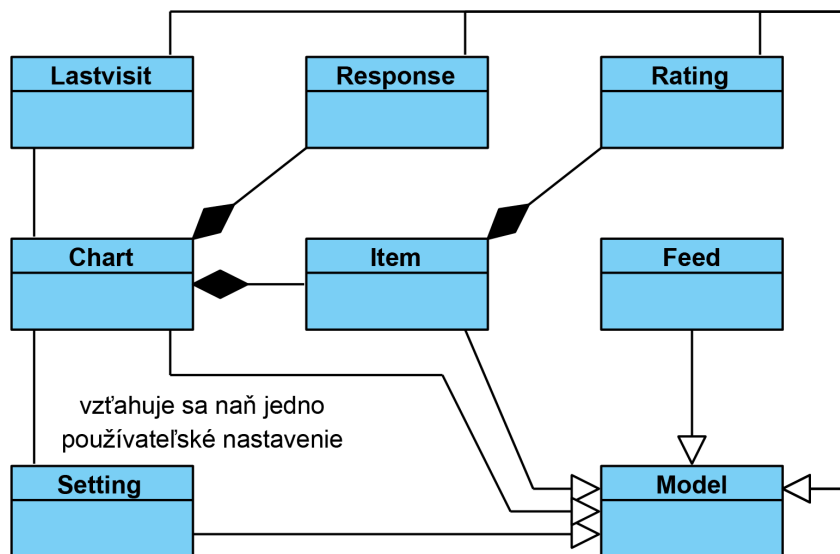 Lastvisit
Response
Rating
Chart
Item
Feed
vzťahuje sa naň jedno
používateľské nastavenie
Setting
Model